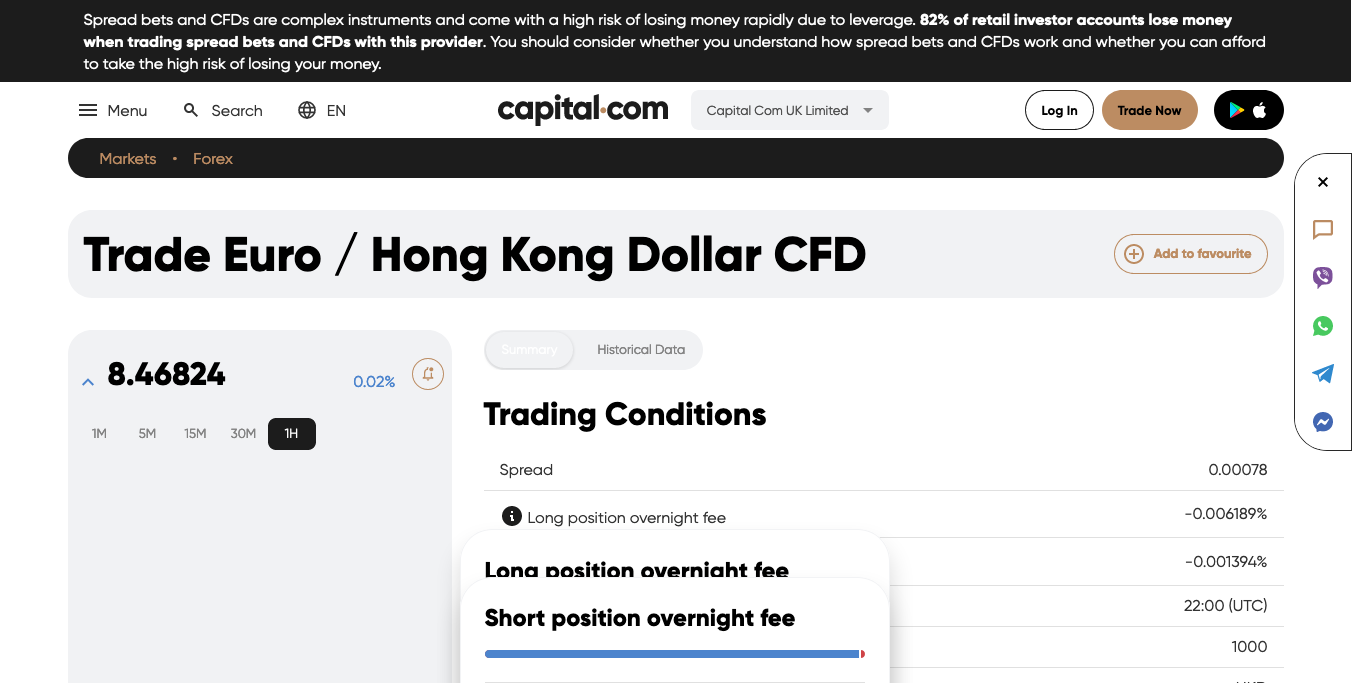 Spread bets and CFDs are complex instruments and come with a high risk of losing money rapidly due to leverage. 82% of retail investor accounts lose money
when trading spread bets and CFDs with this provider. You should consider whether you understand how spread bets and CFDs work and whether you can afford
to take the high risk of losing your money.
Menu Search EN capital.com Capital Com UK Limited Log In Trade Now
Markets • Forex
Trade Euro / Hong Kong Dollar CFD Add to favourite
8.46824 0.02%
1M 5M 15M 30M 1H
Summary Historical Data
Trading Conditions
Spread 0.00078
Long position overnight fee -0.006189%
Long position overnight fee
-0.001394%
Short position overnight fee
22:00 (UTC)
1000